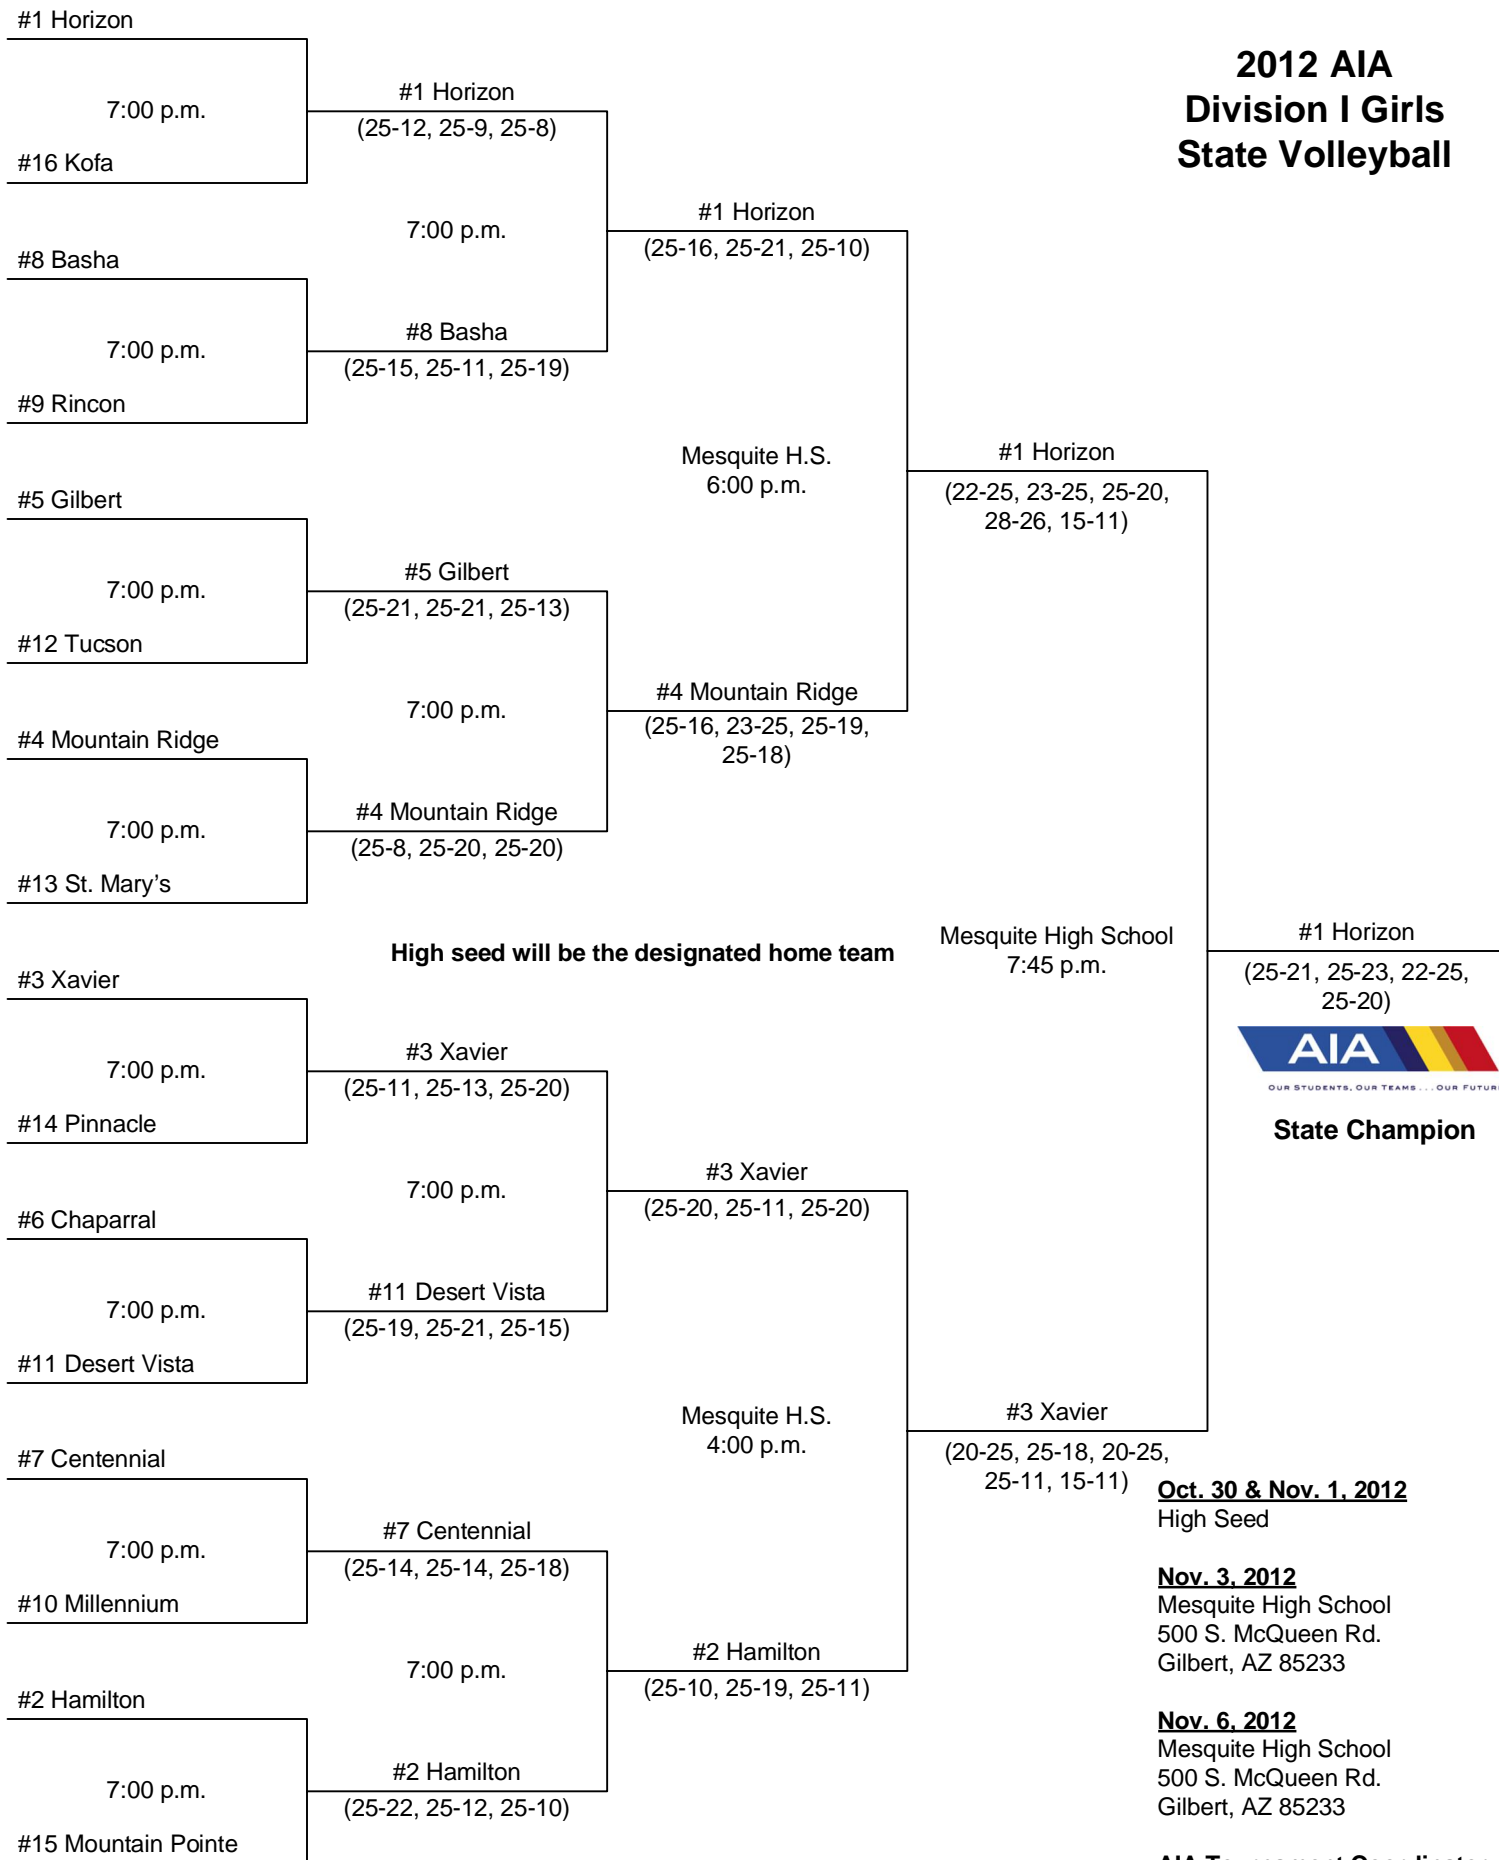 #1 Horizon
7:00 p.m.
#16 Kofa
#8 Basha
7:00 p.m.
#9 Rincon
#5 Gilbert
7:00 p.m.
#12 Tucson
#4 Mountain Ridge
7:00 p.m.
#13 St. Mary’s
#3 Xavier
7:00 p.m.
#14 Pinnacle
#6 Chaparral
7:00 p.m.
#11 Desert Vista
#7 Centennial
7:00 p.m.
#10 Millennium
#2 Hamilton
7:00 p.m.
#15 Mountain Pointe
#1 Horizon
(25-12, 25-9, 25-8)
7:00 p.m.
#8 Basha
(25-15, 25-11, 25-19)
#5 Gilbert
(25-21, 25-21, 25-13)
7:00 p.m.
#4 Mountain Ridge
(25-8, 25-20, 25-20)
High seed will be the designated home team
#3 Xavier
(25-11, 25-13, 25-20)
7:00 p.m.
#11 Desert Vista
(25-19, 25-21, 25-15)
#7 Centennial
(25-14, 25-14, 25-18)
7:00 p.m.
#2 Hamilton
(25-22, 25-12, 25-10)
#1 Horizon
(25-16, 25-21, 25-10)
Mesquite H.S.
6:00 p.m.
#4 Mountain Ridge
(25-16, 23-25, 25-19,
25-18)
#3 Xavier
(25-20, 25-11, 25-20)
Mesquite H.S.
4:00 p.m.
#2 Hamilton
(25-10, 25-19, 25-11)
#1 Horizon
(22-25, 23-25, 25-20,
28-26, 15-11)
Mesquite High School
7:45 p.m.
#3 Xavier
(20-25, 25-18, 20-25,
25-11, 15-11)
2012 AIA
Division I Girls
State Volleyball
#1 Horizon
(25-21, 25-23, 22-25,
25-20)
AIA
OUR STUDENTS, OUR TEAMS... OUR FUTUR
State Champion
Oct. 30 & Nov. 1, 2012
High Seed
Nov. 3, 2012
Mesquite High School
500 S. McQueen Rd.
Gilbert, AZ 85233
Nov. 6, 2012
Mesquite High School
500 S. McQueen Rd.
Gilbert, AZ 85233
AIA Tournament Coordinator